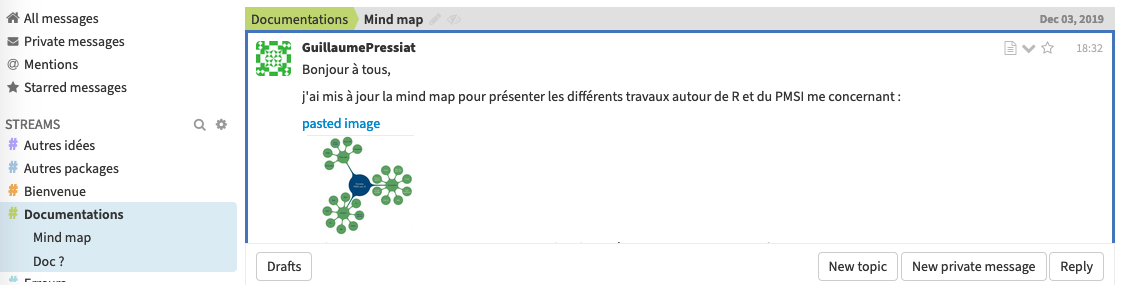 All messages
Private messages
@ Mentions
Starred messages
STREAMS
# Autres idées
# Autres packages
# Bienvenue
# Documentations
Mind map
Doc ?
Documentations Mind map Dec 03, 2019
GuillaumePressiat 18:32
Bonjour à tous,
j'ai mis à jour la mind map pour présenter les différents travaux autour de R et du PMSI me concernant :
pasted image
Drafts New topic New private message Reply